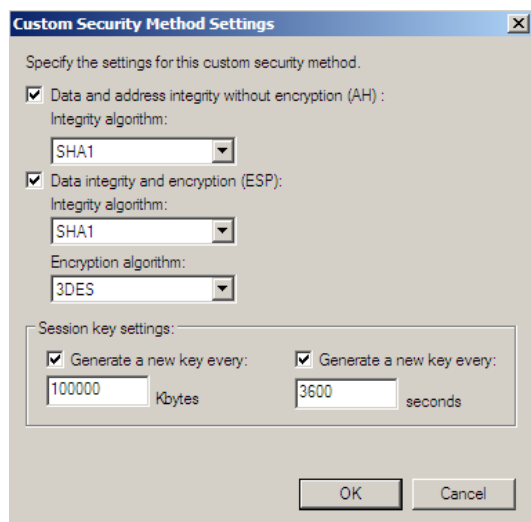 Custom Security Method Settings
Specify the settings for this custom security method.
Data and address integrity without encryption (AH) :
Integrity algorithm:
SHA1
Data integrity and encryption (ESP):
Integrity algorithm:
SHA1
Encryption algorithm:
3DES
Session key settings:
Generate a new key every: Generate a new key every:
100000 Kbytes 3600 seconds
OK Cancel